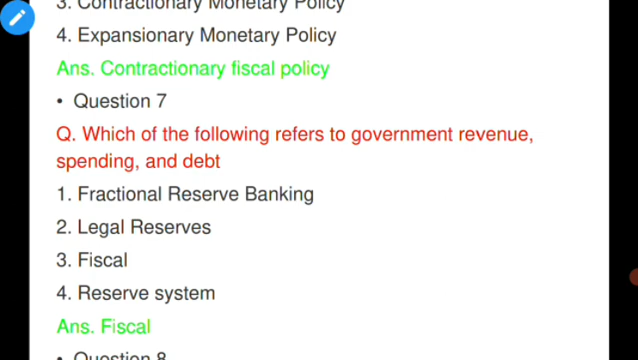 3. Contractionary Monetary Policy
4. Expansionary Monetary Policy
Ans. Contractionary fiscal policy
• Question 7
Q. Which of the following refers to government revenue,
spending, and debt
1. Fractional Reserve Banking
2. Legal Reserves
3. Fiscal
4. Reserve system
Ans. Fiscal
• Question 8